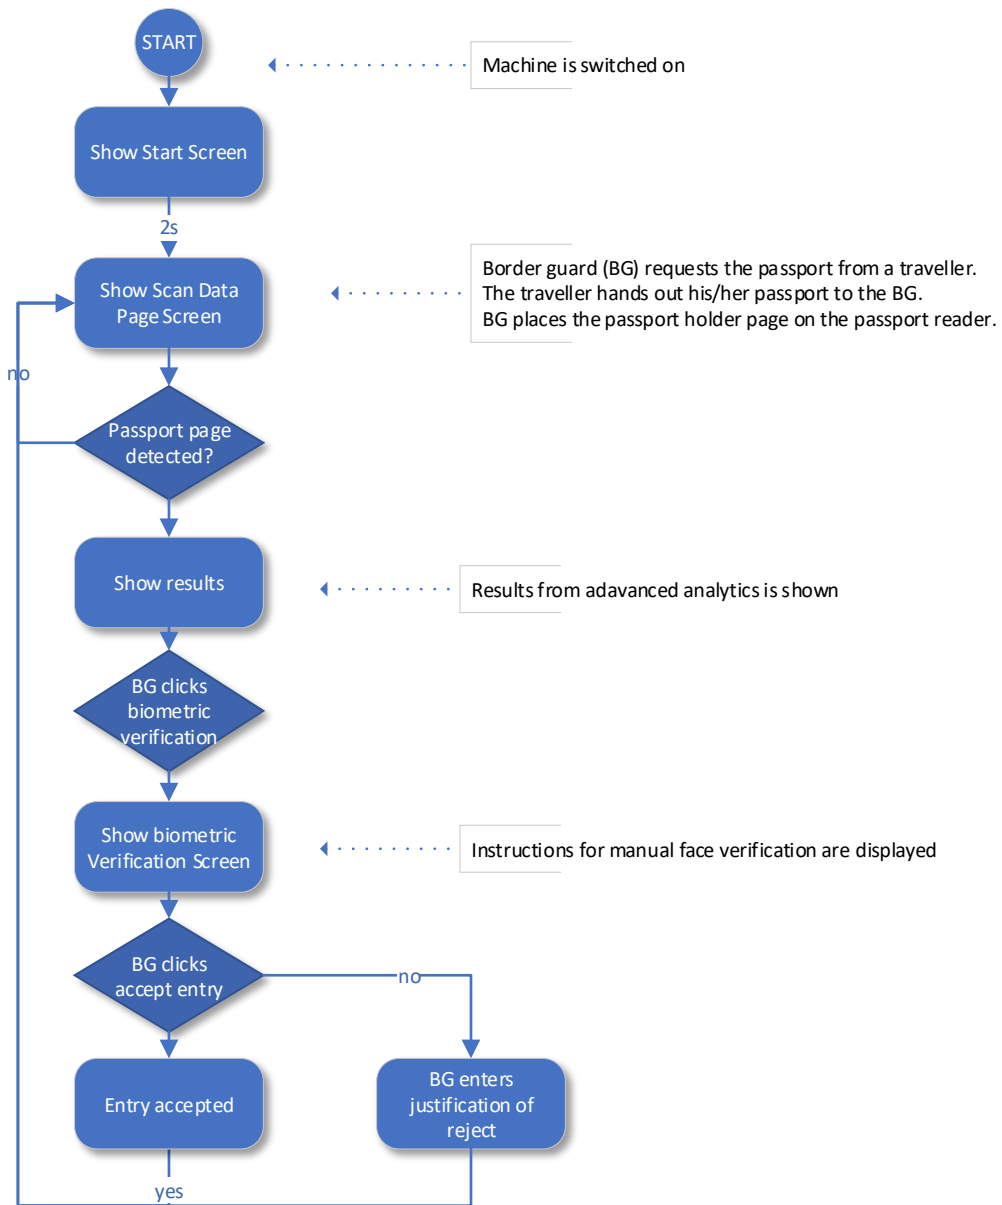 START
Machine is switched on
Show Start Screen
2s
Show Scan Data
Page Screen
Border guard (BG) requests the passport from a traveller.
The traveller hands out his/her passport to the BG.
BG places the passport holder page on the passport reader.
no
Passport page
detected?
Show results
Results from adavanced analytics is shown
BG clicks
biometric
verification
Show biometric
Verification Screen
Instructions for manual face verification are displayed
BG clicks
accept entry
no
Entry accepted
BG enters
justification of
reject
yes